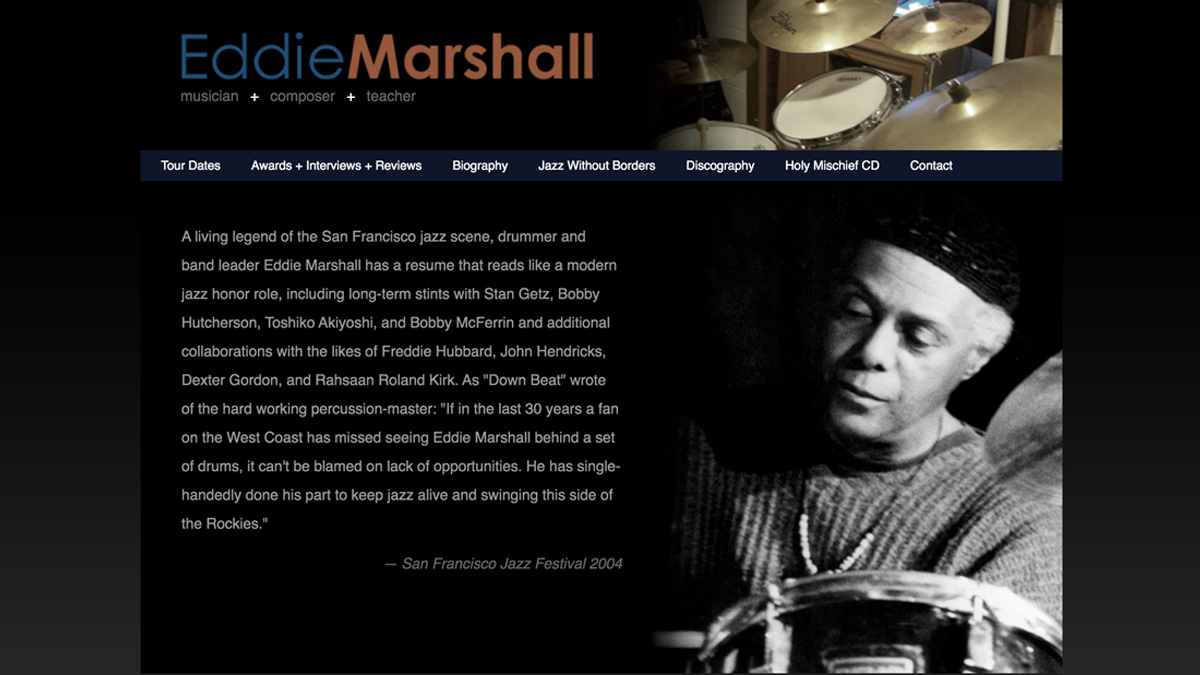 EddieMarshall
musician + composer + teacher
Tour Dates Awards + Interviews + Reviews Biography Jazz Without Borders Discography Holy Mischief CD Contact
A living legend of the San Francisco jazz scene, drummer and
band leader Eddie Marshall has a resume that reads like a modern
jazz honor role, including long-term stints with Stan Getz, Bobby
Hutcherson, Toshiko Akiyoshi, and Bobby McFerrin and additional
collaborations with the likes of Freddie Hubbard, John Hendricks,
Dexter Gordon, and Rahsaan Roland Kirk. As "Down Beat" wrote
of the hard working percussion-master: "If in the last 30 years a fan
on the West Coast has missed seeing Eddie Marshall behind a set
of drums, it can't be blamed on lack of opportunities. He has single-
handedly done his part to keep jazz alive and swinging this side of
the Rockies."
— San Francisco Jazz Festival 2004